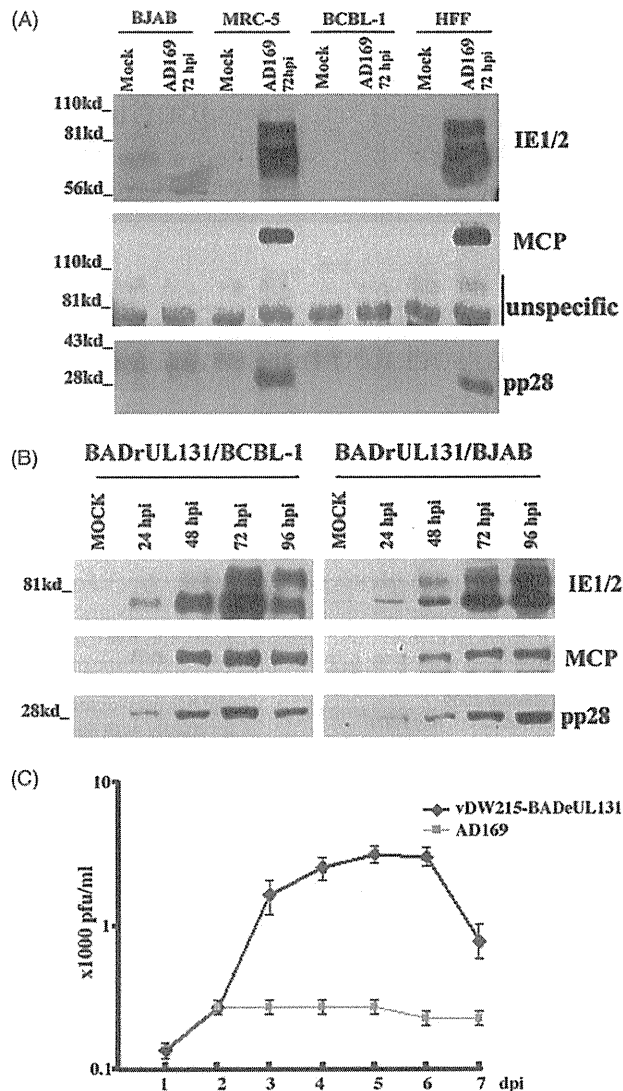 (A)
BJAB MRC-5 BCBL-1 HFF
Mock AD169 72 hpi Mock AD169 72hpi Mock AD169 72 hpi Mock AD169 72 hpi
110kd_
81kd_ IE1/2
56kd_
MCP
110kd_
81kd_ unspecific
43kd_
28kd_ pp28
(B)
BADrUL131/BCBL-1 BADrUL131/BJAB
MOCK 24 hpi 48 hpi 72 hpi 96 hpi MOCK 24 hpi 48 hpi 72 hpi 96 hpi
81kd_ IE1/2
MCP
28kd_ pp28
(C)
10
vDW215-BADeUL131
AD169
x1000 pfu/ml
1
0.1
1 2 3 4 5 6 7 dpi